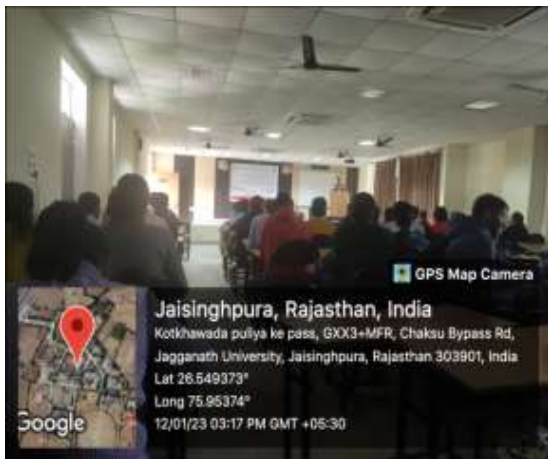 GPS Map Camera
Jaisinghpura, Rajasthan, India
Kotkhawada puliya ke pass, GXX3+MFR, Chaksu Bypass Rd,
Jagganath University, Jaisinghpura, Rajasthan 303901, India
Lat 26.549373°
Long 75.95374°
12/01/23 03:17 PM GMT +05:30
Google